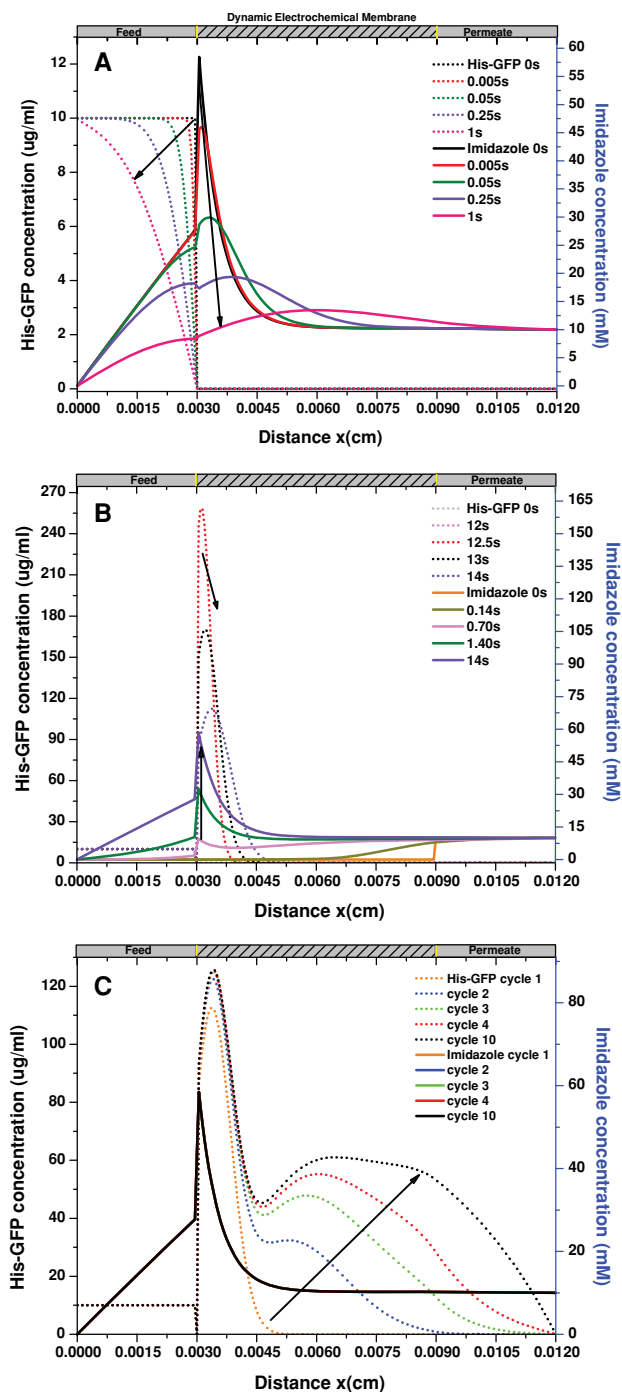 Dynamic Electrochemical Membrane
Feed
Permeate
A
His-GFP 0s
0.005s
0.05s
0.25s
1s
Imidazole 0s
0.005s
0.05s
0.25s
1s
12
10
8
6
4
2
0
His-GFP concentration (ug/ml)
60
55
50
45
40
35
30
25
20
15
10
5
0
Imidazole concentration (mM)
0.0000 0.0015 0.0030 0.0045 0.0060 0.0075 0.0090 0.0105 0.0120
Distance x(cm)
Feed
Permeate
B
His-GFP 0s
12s
12.5s
13s
14s
Imidazole 0s
0.14s
0.70s
1.40s
14s
270
240
210
180
150
120
90
60
30
0
His-GFP concentration (ug/ml)
165
150
135
120
105
90
75
60
45
30
15
0
Imidazole concentration (mM)
0.0000 0.0015 0.0030 0.0045 0.0060 0.0075 0.0090 0.0105 0.0120
Distance x(cm)
Feed
Permeate
C
His-GFP cycle 1
cycle 2
cycle 3
cycle 4
cycle 10
Imidazole cycle 1
cycle 2
cycle 3
cycle 4
cycle 10
120
100
80
60
40
20
0
His-GFP concentration (ug/ml)
80
60
40
20
0
Imidazole concentration (mM)
0.0000 0.0015 0.0030 0.0045 0.0060 0.0075 0.0090 0.0105 0.0120
Distance x(cm)